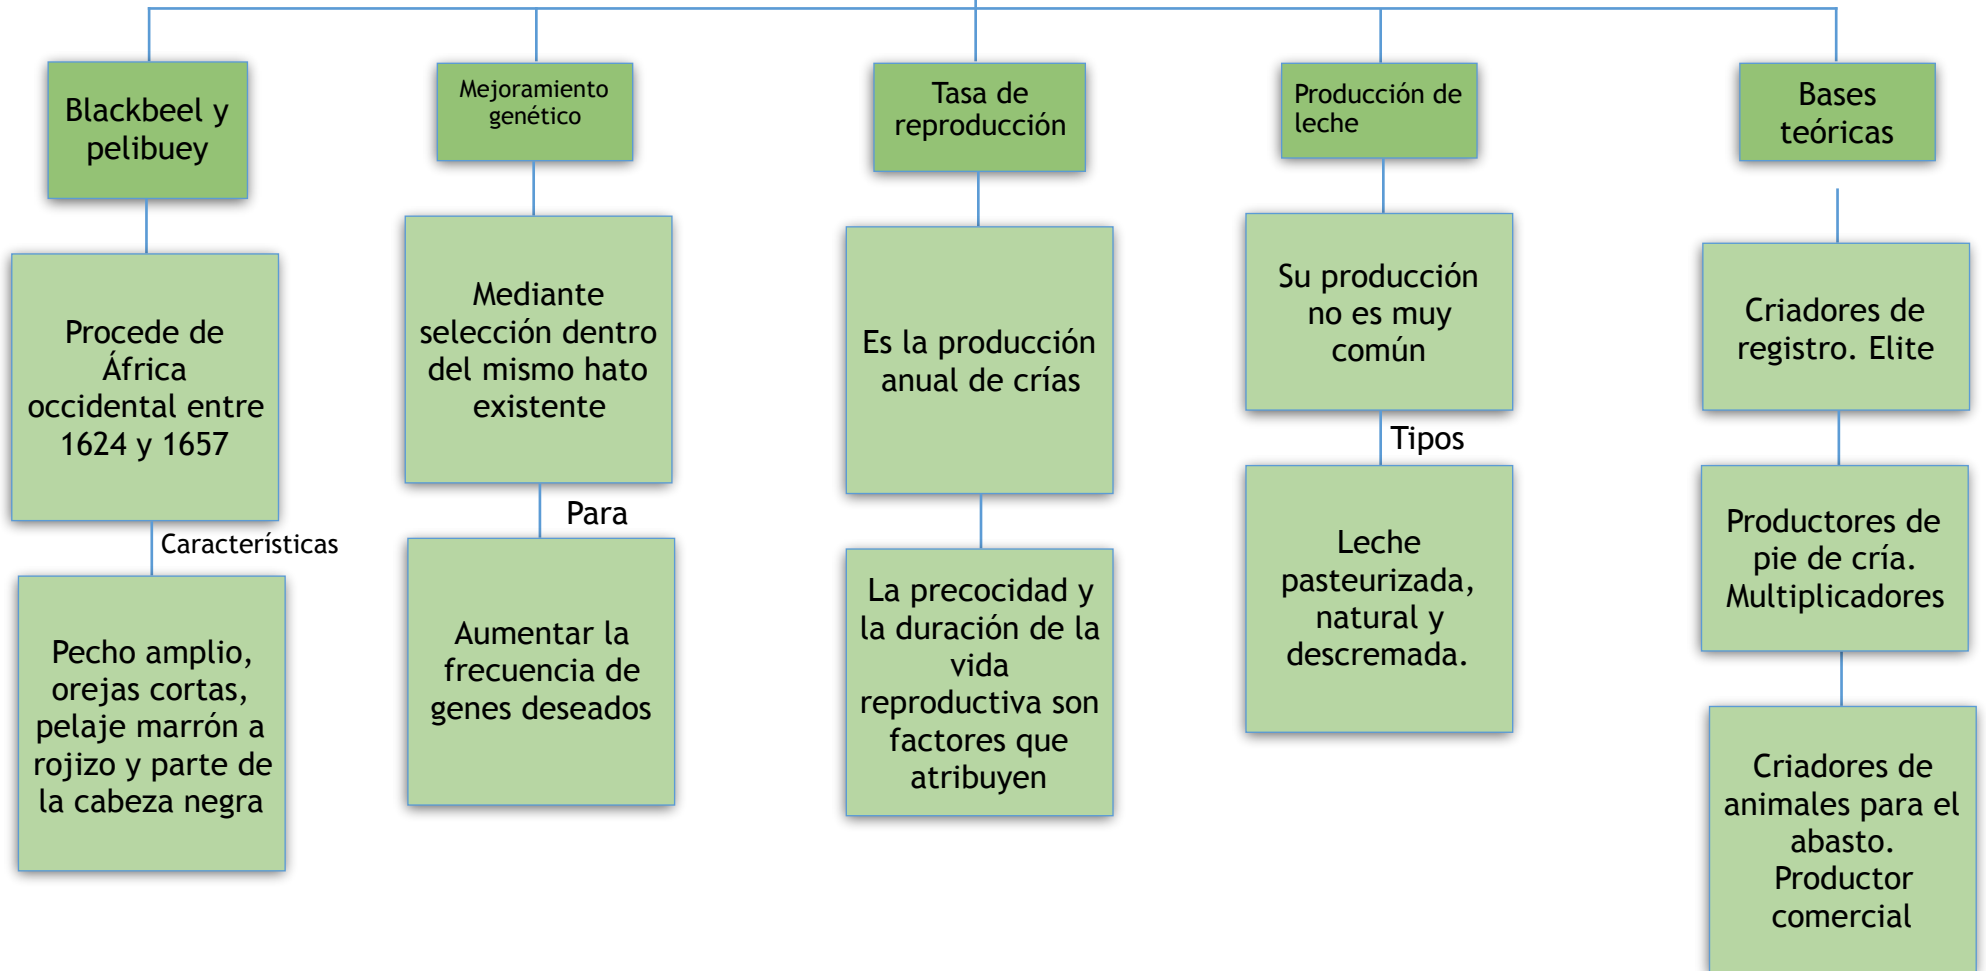 Blackbeel y
pelibuey
Procede de
África
occidental entre
1624 y 1657
Características
Pecho amplio,
orejas cortas,
pelaje marrón a
rojizo y parte de
la cabeza negra
Mejoramiento
genético
Mediante
selección dentro
del mismo hato
existente
Para
Aumentar la
frecuencia de
genes deseados
Tasa de
reproducción
Es la producción
anual de crías
La precocidad y
la duración de la
vida
reproductiva son
factores que
atribuyen
Producción de
leche
Su producción
no es muy
común
Tipos
Leche
pasteurizada,
natural y
descremada.
Bases
teóricas
Criadores de
registro. Elite
Productores de
pie de cría.
Multiplicadores
Criadores de
animales para el
abasto.
Productor
comercial